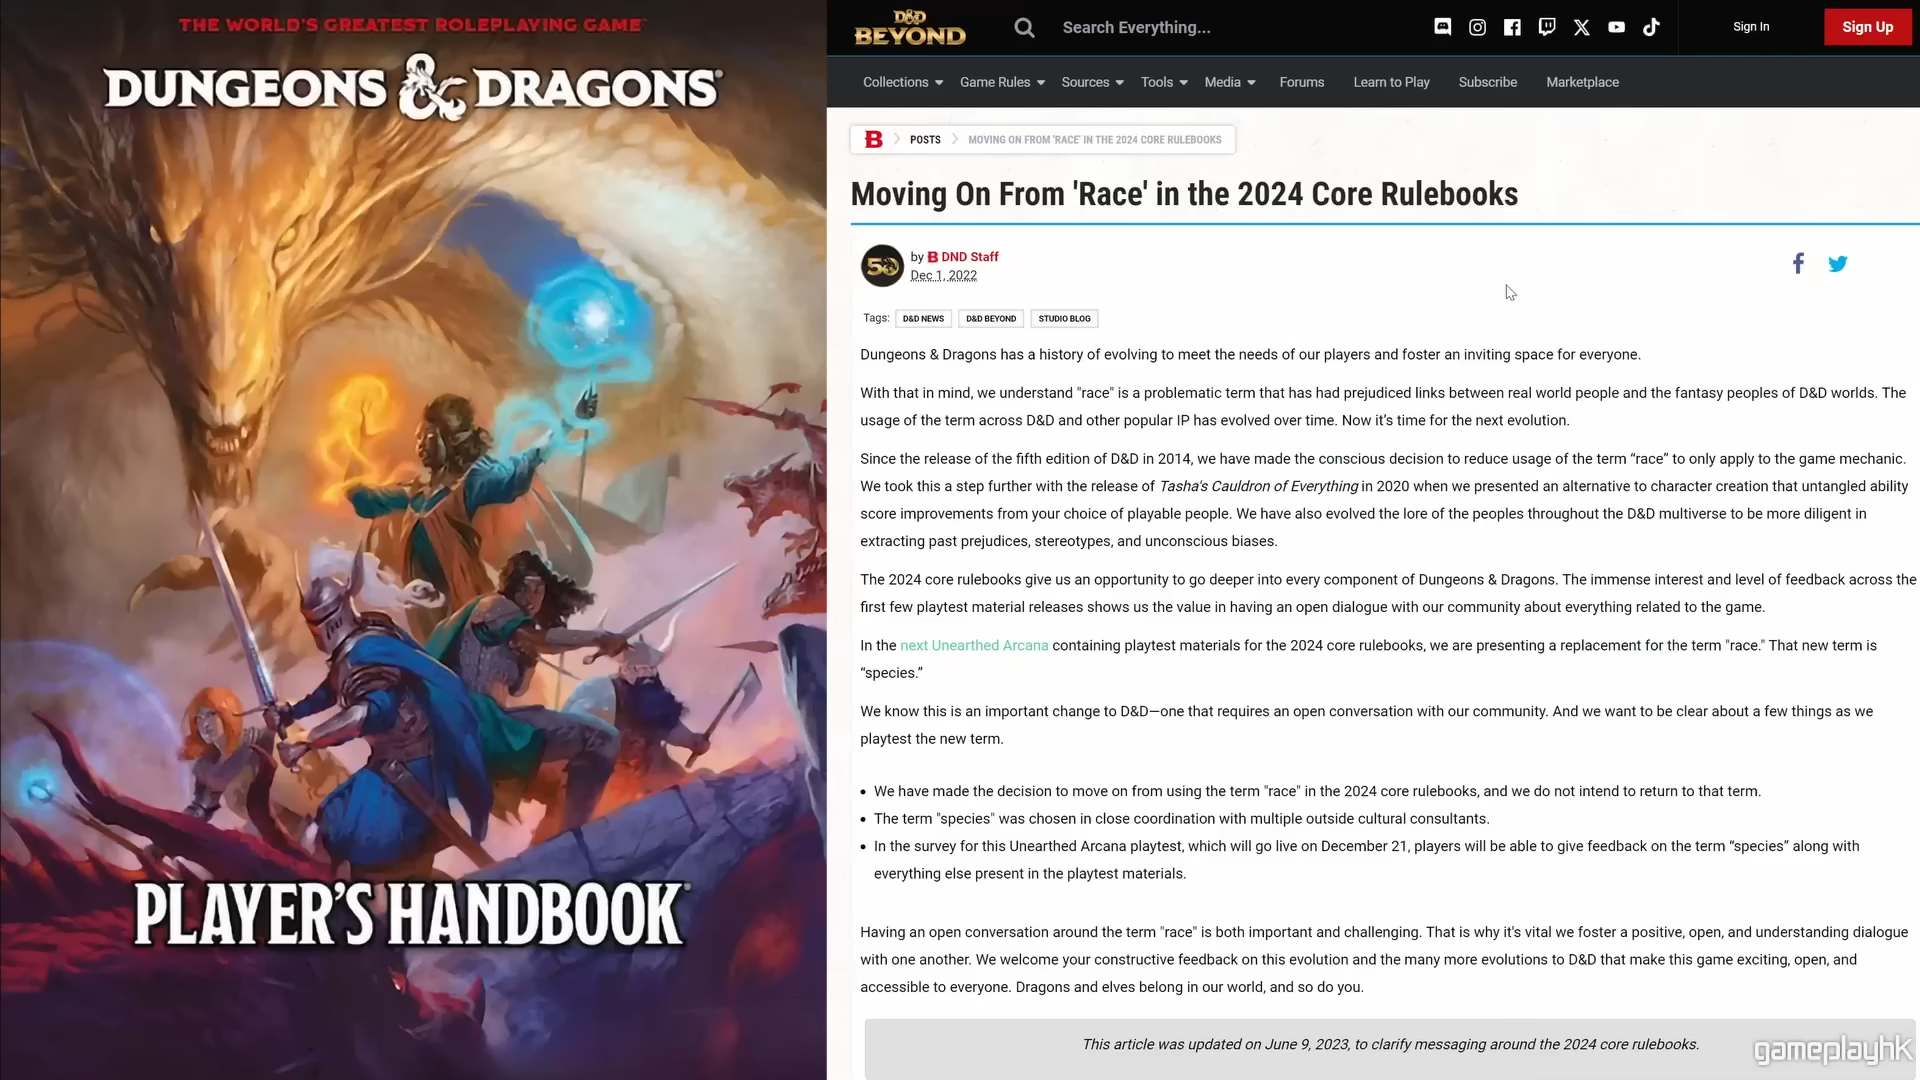 THE WORLD'S GREATEST ROLEPLAYING GAME™
DUNGEONS & DRAGONS®
PLAYER'S HANDBOOK®
D&D
BEYOND
Search Everything...
Sign In
Sign Up
Collections
Game Rules
Sources
Tools
Media
Forums
Learn to Play
Subscribe
Marketplace
B
POSTS
MOVING ON FROM 'RACE' IN THE 2024 CORE RULEBOOKS
Moving On From 'Race' in the 2024 Core Rulebooks
50
by B DND Staff
Dec 1, 2022
Tags:
D&D NEWS
D&D BEYOND
STUDIO BLOG
Dungeons & Dragons has a history of evolving to meet the needs of our players and foster an inviting space for everyone.
With that in mind, we understand "race" is a problematic term that has had prejudiced links between real world people and the fantasy peoples of D&D worlds. The
usage of the term across D&D and other popular IP has evolved over time. Now it's time for the next evolution.
Since the release of the fifth edition of D&D in 2014, we have made the conscious decision to reduce usage of the term “race” to only apply to the game mechanic.
We took this a step further with the release of Tasha's Cauldron of Everything in 2020 when we presented an alternative to character creation that untangled ability
score improvements from your choice of playable people. We have also evolved the lore of the peoples throughout the D&D multiverse to be more diligent in
extracting past prejudices, stereotypes, and unconscious biases.
The 2024 core rulebooks give us an opportunity to go deeper into every component of Dungeons & Dragons. The immense interest and level of feedback across the
first few playtest material releases shows us the value in having an open dialogue with our community about everything related to the game.
In the next Unearthed Arcana containing playtest materials for the 2024 core rulebooks, we are presenting a replacement for the term "race." That new term is
“species.”
We know this is an important change to D&D—one that requires an open conversation with our community. And we want to be clear about a few things as we
playtest the new term.
• We have made the decision to move on from using the term "race" in the 2024 core rulebooks, and we do not intend to return to that term.
• The term "species" was chosen in close coordination with multiple outside cultural consultants.
• In the survey for this Unearthed Arcana playtest, which will go live on December 21, players will be able to give feedback on the term “species” along with
everything else present in the playtest materials.
Having an open conversation around the term "race" is both important and challenging. That is why it's vital we foster a positive, open, and understanding dialogue
with one another. We welcome your constructive feedback on this evolution and the many more evolutions to D&D that make this game exciting, open, and
accessible to everyone. Dragons and elves belong in our world, and so do you.
This article was updated on June 9, 2023, to clarify messaging around the 2024 core rulebooks.
gameplayhk